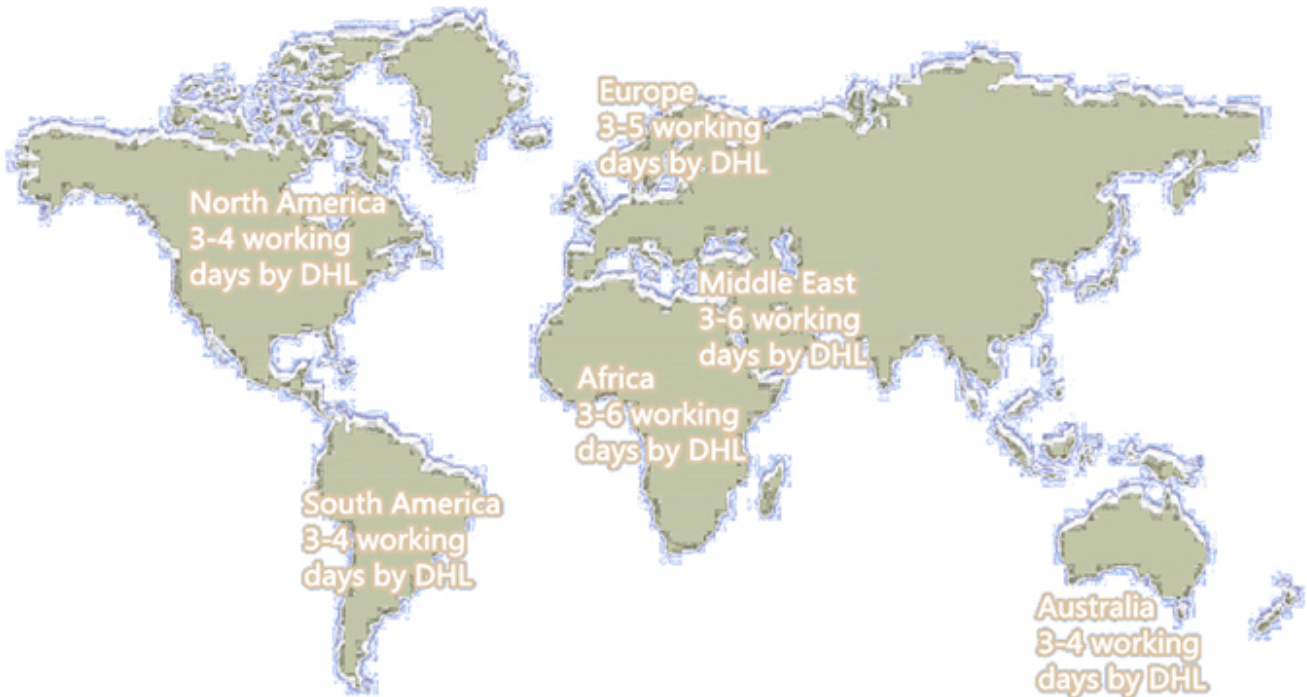 Europe
3-5 working
days by DHL
North America
3-4 working
days by DHL
Middle East
3-6 working
days by DHL
Africa
3-6 working
days by DHL
South America
3-4 working
days by DHL
Australia
3-4 working
days by DHL